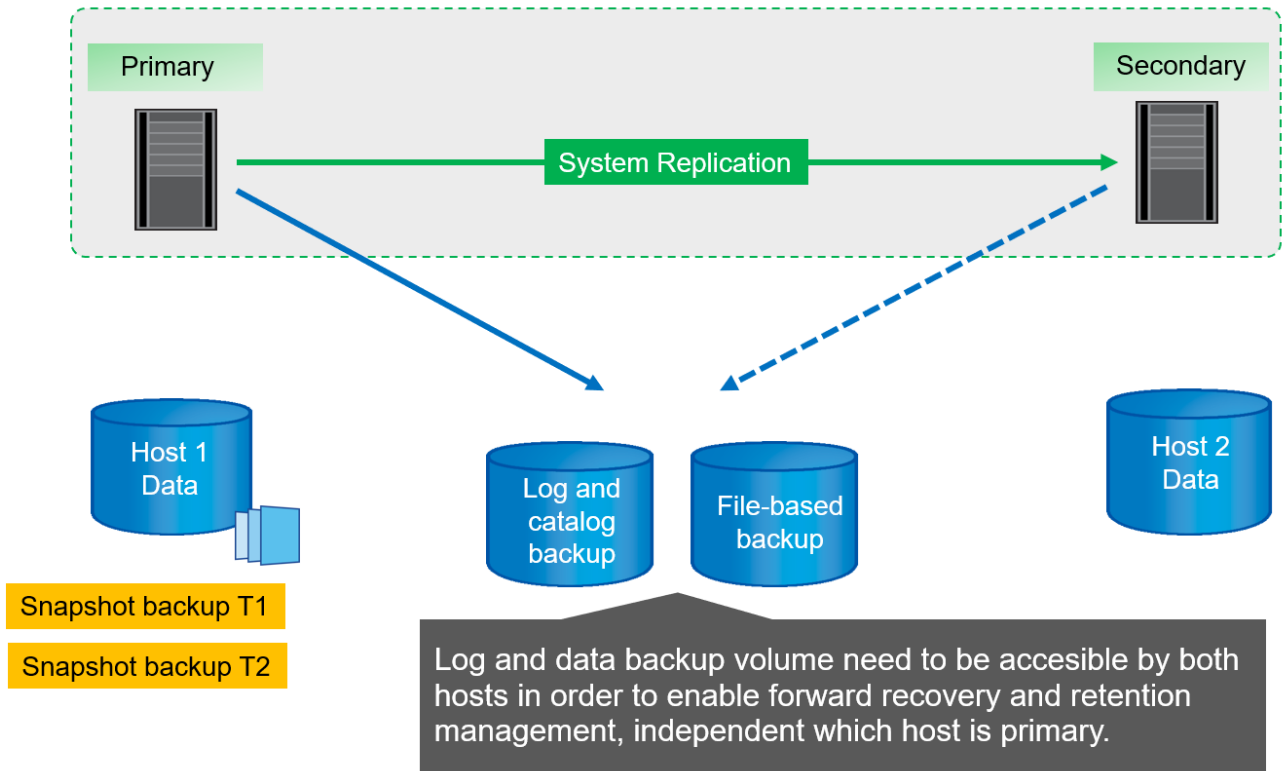 Primary
Secondary
System Replication
Host 1
Data
Log and
catalog
backup
File-based
backup
Host 2
Data
Snapshot backup T1
Snapshot backup T2
Log and data backup volume need to be accesible by both
hosts in order to enable forward recovery and retention
management, independent which host is primary.